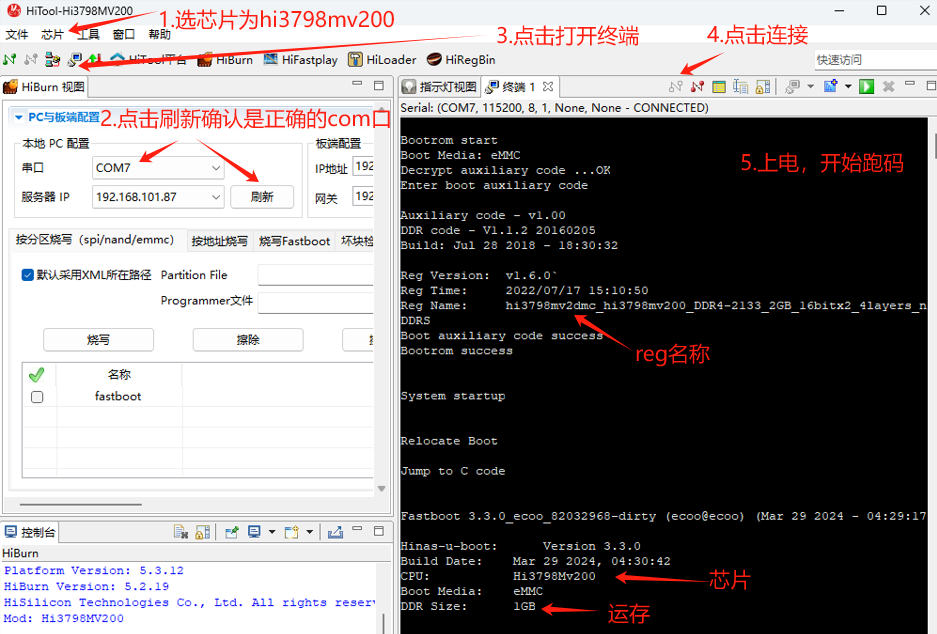 HiTool-Hi3798MV200
1.选芯片为hi3798mv200
文件 芯片 工具 窗口 帮助
3.点击打开终端
4.点击连接
HiTool平台 HiBurn HiFastplay HiLoader HiRegBin
快速访问
HiBurn 视图
PC与板端配置
2.点击刷新确认是正确的com口
本地 PC 配置
板端配置
串口 COM7
IP地址 192
服务器 IP 192.168.101.87 刷新
网关 192
按分区烧写（spi/nand/emmc） 按地址烧写 烧写Fastboot 坏块检
默认采用XML所在路径 Partition File
Programmer文件
烧写 擦除
名称
fastboot
控制台
HiBurn
Platform Version: 5.3.12
HiBurn Version: 5.2.19
HiSilicon Technologies Co., Ltd. All rights reser
Mod: Hi3798MV200
指示灯视图 终端 1
Serial: (COM7, 115200, 8, 1, None, None - CONNECTED)
Bootrom start
Boot Media: eMMC
5.上电，开始跑码
Decrypt auxiliary code ...OK
Enter boot auxiliary code
Auxiliary code - v1.00
DDR code - V1.1.2 20160205
Build: Jul 28 2018 - 18:30:32
Reg Version: v1.6.0`
Reg Time: 2022/07/17 15:10:50
Reg Name: hi3798mv2dmc_hi3798mv200_DDR4-2133_2GB_16bitx2_4layers_n
DDRS
Boot auxiliary code success
Bootrom success
reg名称
System startup
Relocate Boot
Jump to C code
Fastboot 3.3.0_ecoo_82032968-dirty (ecoo@ecoo) (Mar 29 2024 - 04:29:17
Hinas-u-boot: Version 3.3.0
Build Date: Mar 29 2024, 04:30:42
CPU: Hi3798Mv200
芯片
Boot Media: eMMC
DDR Size: 1GB
运存